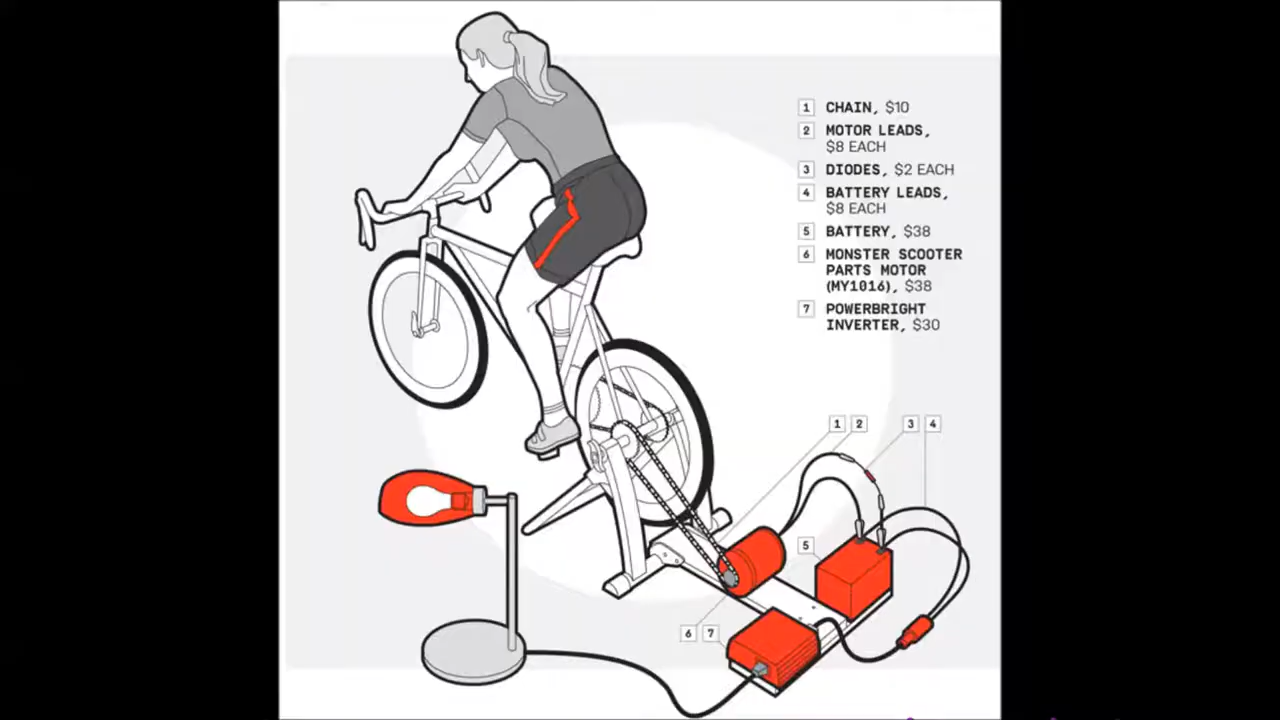 1 CHAIN, $10
2 MOTOR LEADS,
$8 EACH
3 DIODES, $2 EACH
4 BATTERY LEADS,
$8 EACH
5 BATTERY, $38
6 MONSTER SCOOTER
PARTS MOTOR
(MY1016), $38
7 POWERBRIGHT
INVERTER, $30
1 2 3 4
5
6 7